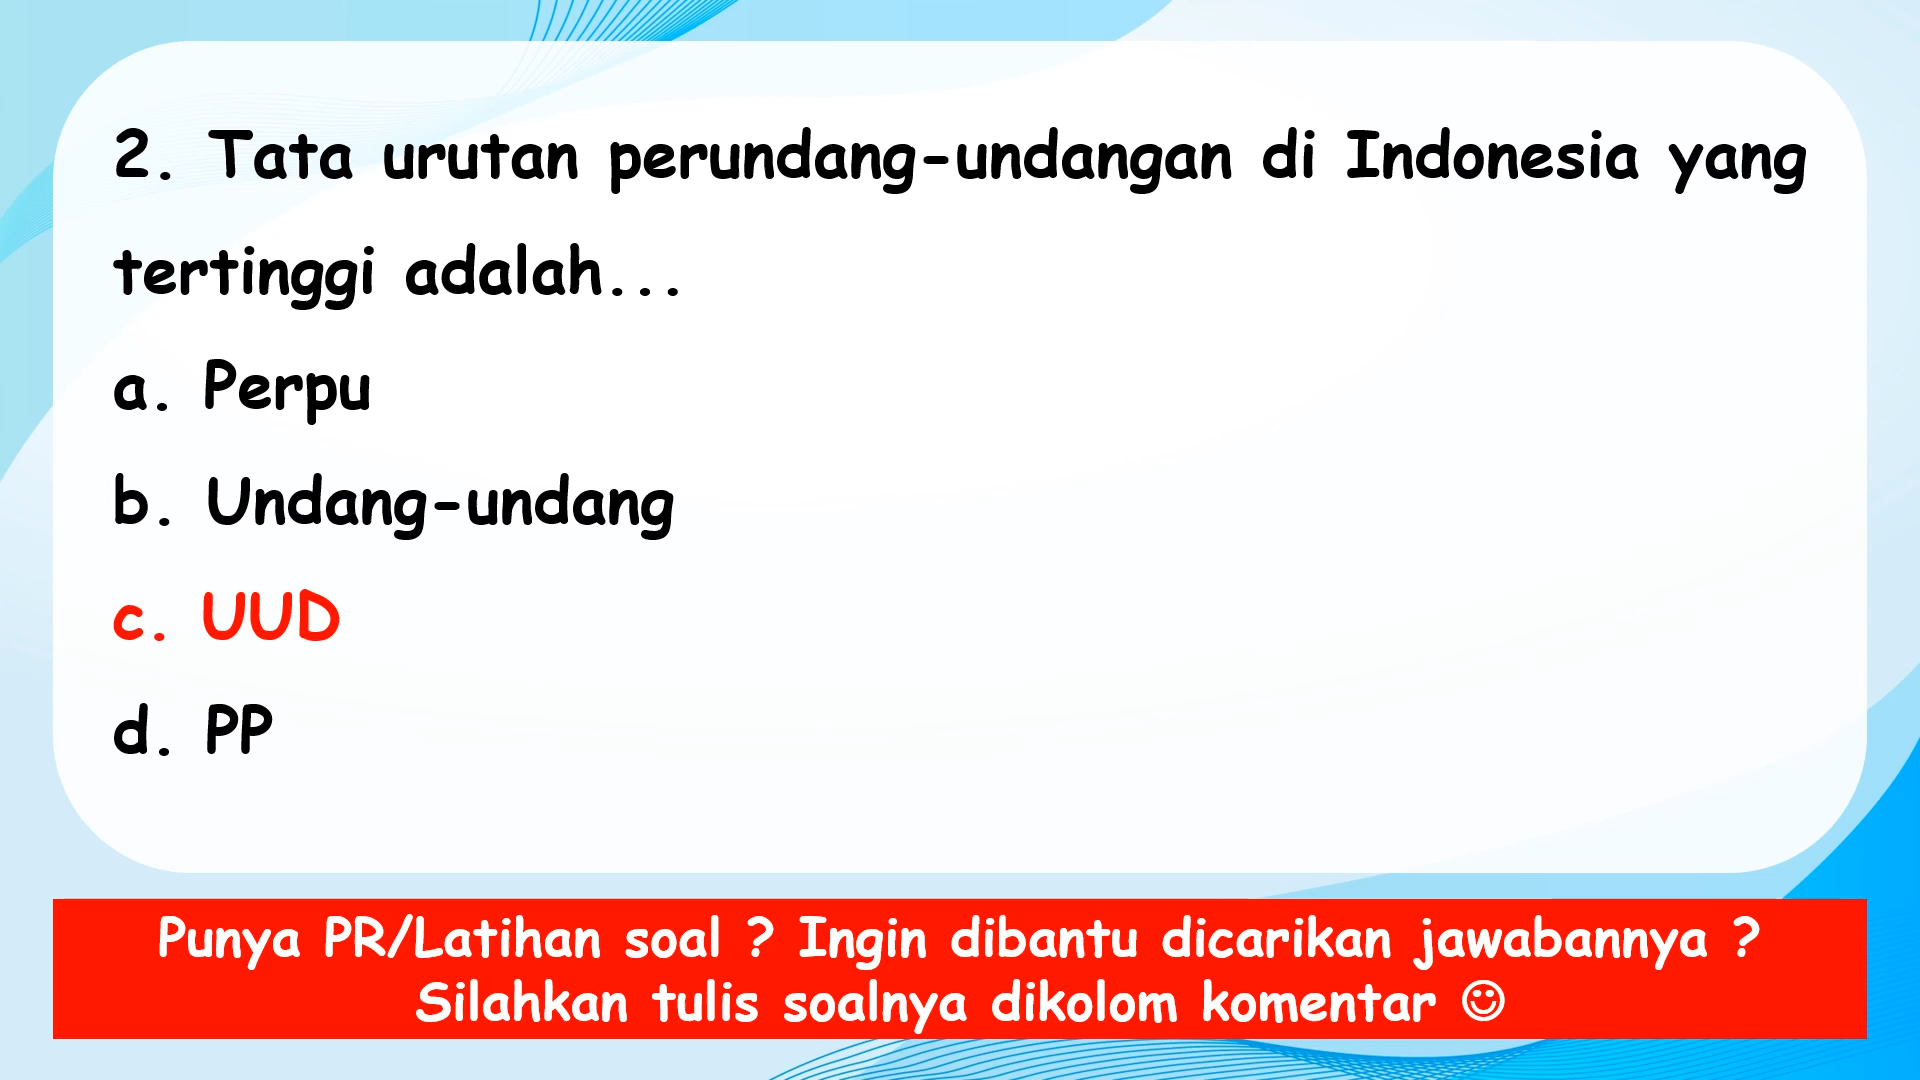 2. Tata urutan perundang-undangan di Indonesia yang
tertinggi adalah...
a. Perpu
b. Undang-undang
c. UUD
d. PP
Punya PR/Latihan soal ? Ingin dibantu dicarikan jawabannya ?
Silahkan tulis soalnya dikolom komentar ☺